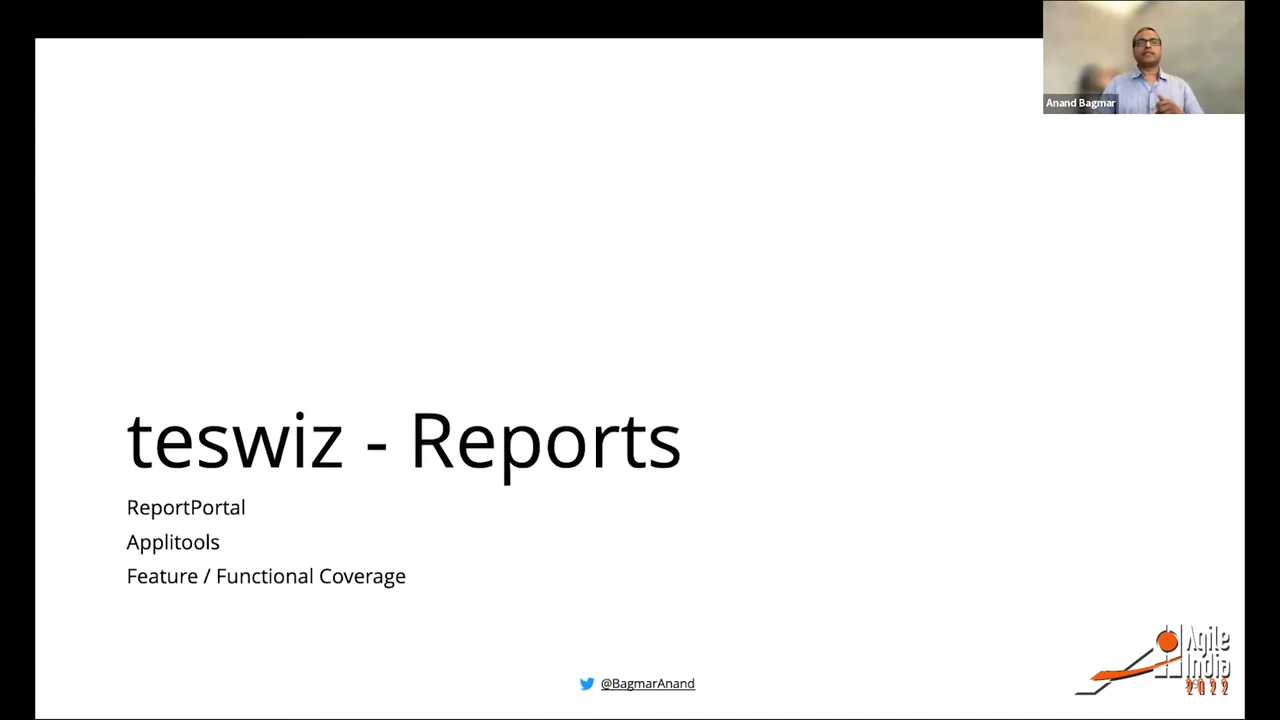 Anand Bagmar
teswiz - Reports
ReportPortal
Applitools
Feature / Functional Coverage
@BagmarAnand
Agile
India
2022